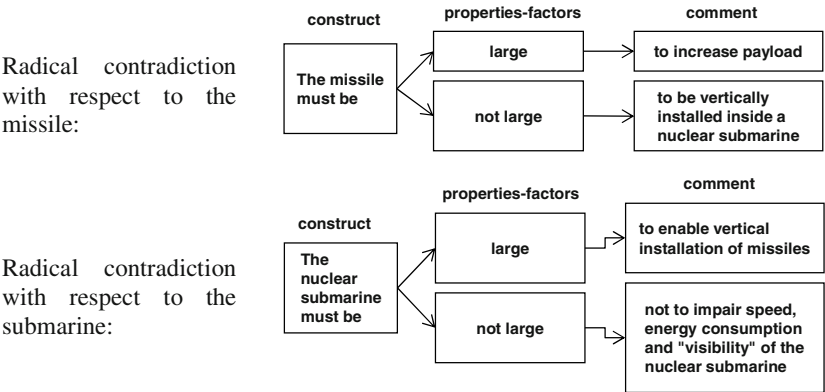 construct
properties-factors
comment
Radical contradiction
with respect to the
missile:
The missile
must be
large
to increase payload
not large
to be vertically
installed inside a
nuclear submarine
construct
properties-factors
comment
Radical contradiction
with respect to the
submarine:
The
nuclear
submarine
must be
large
to enable vertical
installation of missiles
not large
not to impair speed,
energy consumption
and "visibility" of the
nuclear submarine